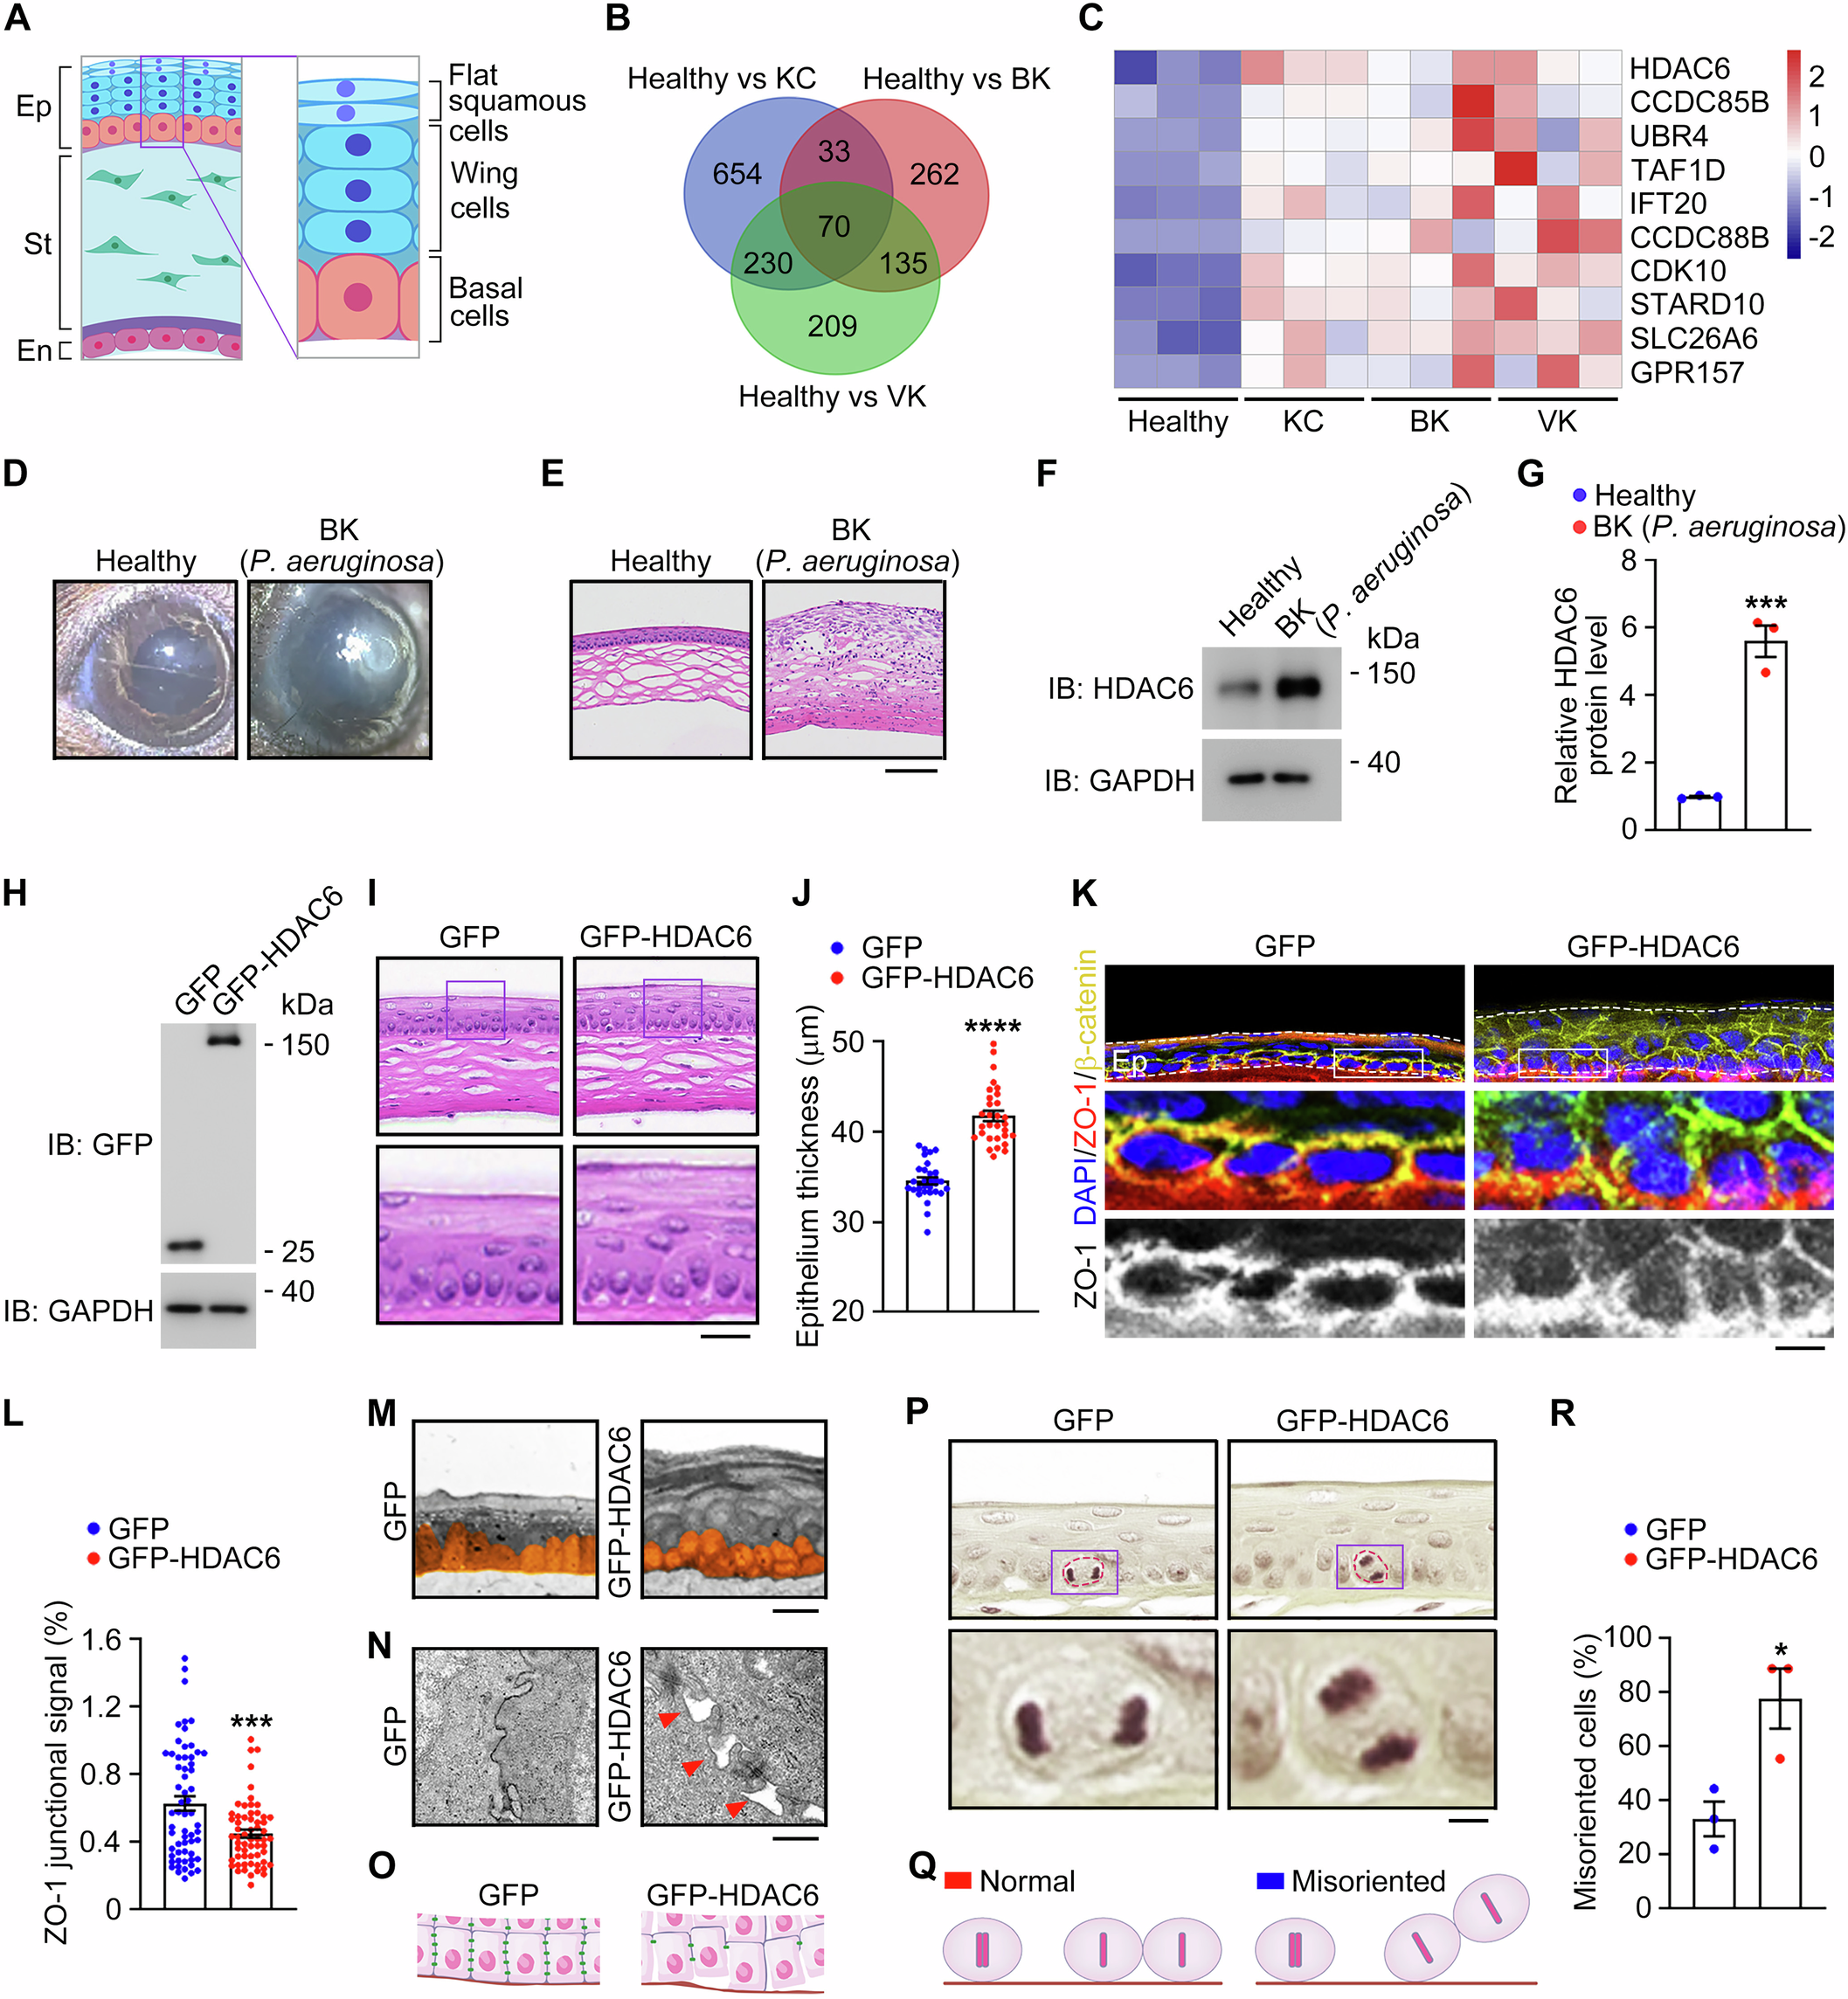 A
Ep
St
En
Flat
squamous
cells
Wing
cells
Basal
cells
B
Healthy vs KC
Healthy vs BK
654
33
262
70
230
135
209
Healthy vs VK
C
HDAC6
CCDC85B
UBR4
TAF1D
IFT20
CCDC88B
CDK10
STARD10
SLC26A6
GPR157
2
1
0
-1
-2
Healthy
KC
BK
VK
D
Healthy
BK
(P. aeruginosa)
E
Healthy
BK
(P. aeruginosa)
F
Healthy
BK
(P. aeruginosa)
kDa
IB: HDAC6
- 150
- 40
IB: GAPDH
G
Healthy
BK (P. aeruginosa)
Relative HDAC6
protein level
8
6
4
2
0
***
H
GFP
GFP-HDAC6
kDa
- 150
IB: GFP
- 25
- 40
IB: GAPDH
I
GFP
GFP-HDAC6
J
GFP
GFP-HDAC6
Epithelium thickness (μm)
50
40
30
20
****
K
GFP
GFP-HDAC6
Ep
ZO-1 DAPI/ZO-1/β-catenin
L
GFP
GFP-HDAC6
ZO-1 junctional signal (%)
1.6
1.2
0.8
0.4
0
***
M
GFP
GFP-HDAC6
N
GFP
GFP-HDAC6
O
GFP
GFP-HDAC6
P
GFP
GFP-HDAC6
Q
Normal
Misoriented
R
GFP
GFP-HDAC6
Misoriented cells (%)
100
80
60
40
20
0
*